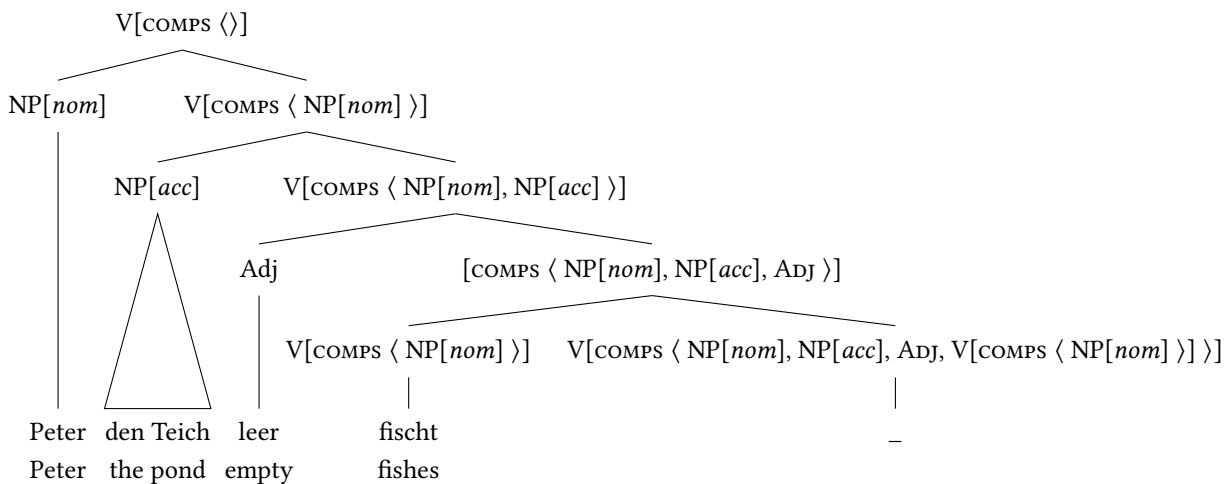 V[COMPS ⟨⟩]
NP[nom] V[COMPS ⟨ NP[nom] ⟩]
NP[acc] V[COMPS ⟨ NP[nom], NP[acc] ⟩]
Adj [COMPS ⟨ NP[nom], NP[acc], ADJ ⟩]
V[COMPS ⟨ NP[nom] ⟩] V[COMPS ⟨ NP[nom], NP[acc], ADJ, V[COMPS ⟨ NP[nom] ⟩] ⟩]
Peter den Teich leer fischt _
Peter the pond empty fishes